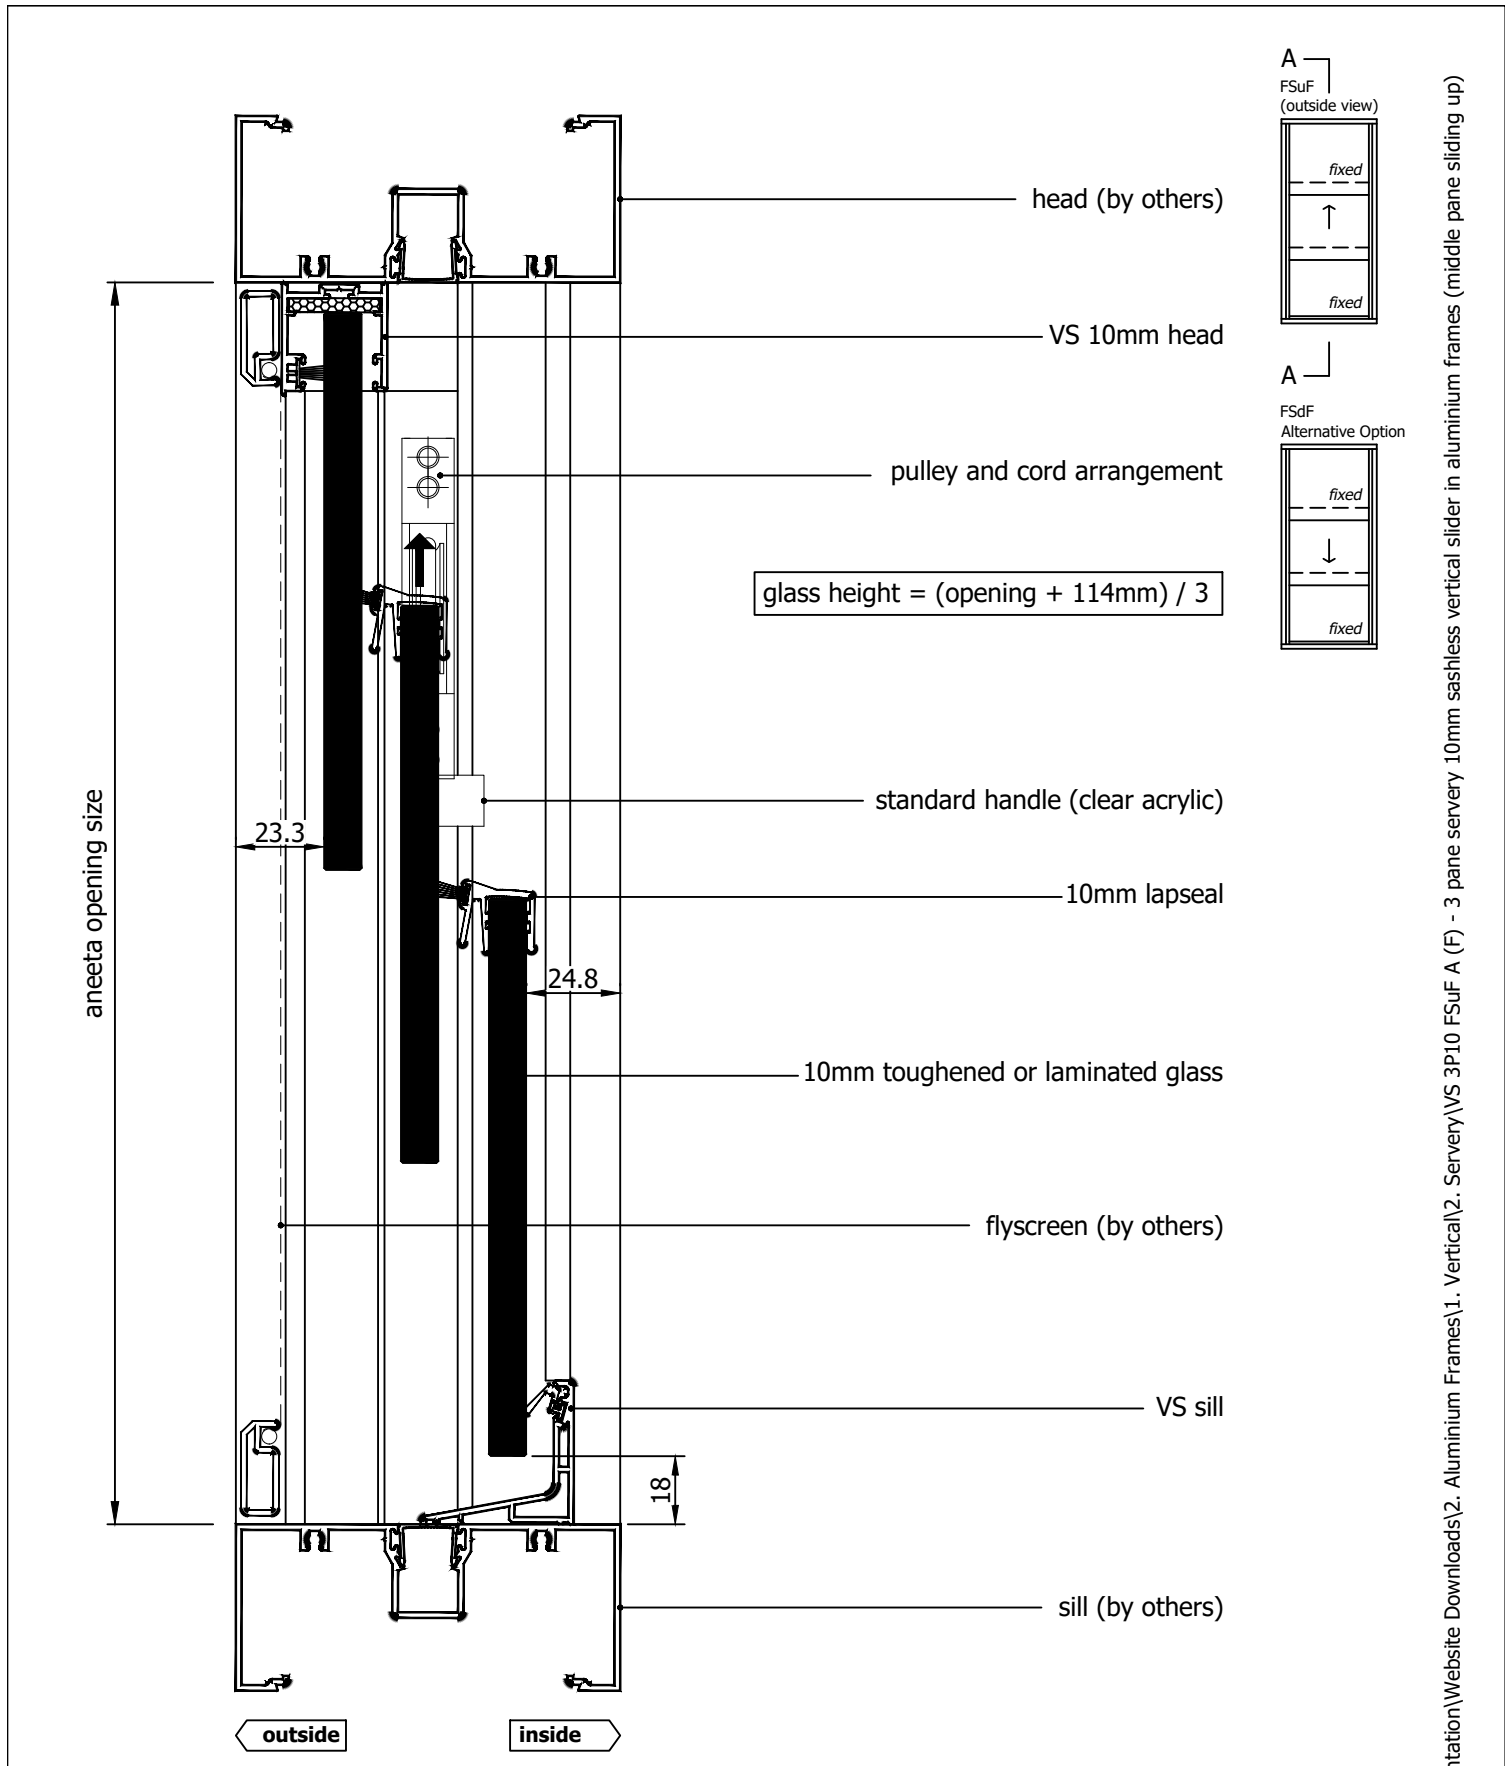 A
FSuF
(outside view)
fixed
fixed
A
FSdF
Alternative Option
fixed
fixed
head (by others)
VS 10mm head
pulley and cord arrangement
glass height = (opening + 114mm) / 3
standard handle (clear acrylic)
23.3
aneeta opening size
10mm lapseal
24.8
10mm toughened or laminated glass
flyscreen (by others)
VS sill
18
sill (by others)
outside
inside
ntation\Website Downloads\2. Aluminium Frames\1. Vertical\2. Servery\VS 3P10 FSuF A (F) - 3 pane servery 10mm sashless vertical slider in aluminium frames (middle pane sliding up)